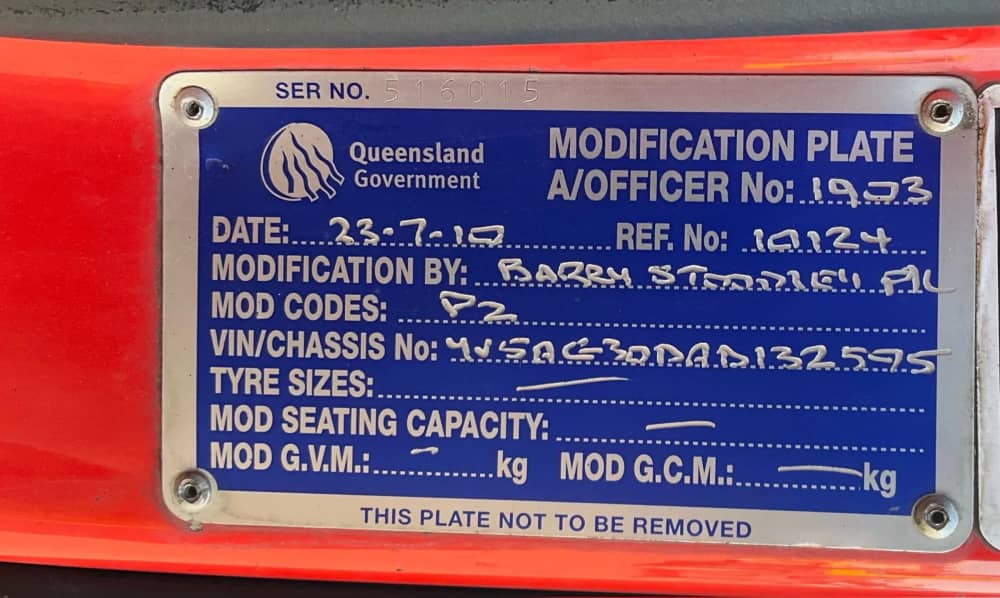 SER NO. 516015
Queensland Government
MODIFICATION PLATE
A/OFFICER No: 1903
DATE: 23-7-10 REF. No: 10124
MODIFICATION BY: BARRY P/L
MOD CODES: P2
VIN/CHASSIS No: YV5AG30DAD132595
TYRE SIZES: —
MOD SEATING CAPACITY: —
MOD G.V.M.: – kg MOD G.C.M.: — kg
THIS PLATE NOT TO BE REMOVED